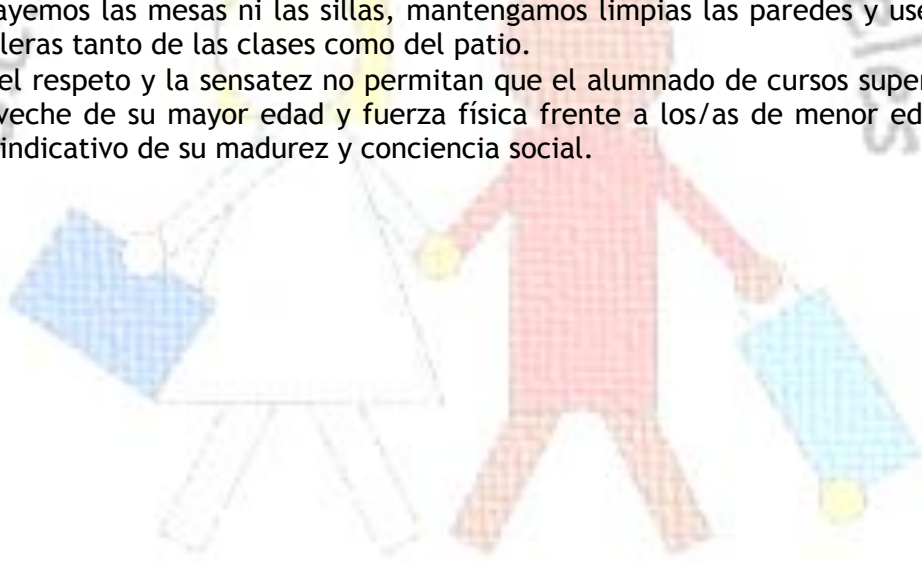 ayemos las mesas ni las sillas, mantengamos limpias las paredes y use
leras tanto de las clases como del patio.
el respeto y la sensatez no permitan que el alumnado de cursos super
veche de su mayor edad y fuerza física frente a los/as de menor ed
indicativo de su madurez y conciencia social.